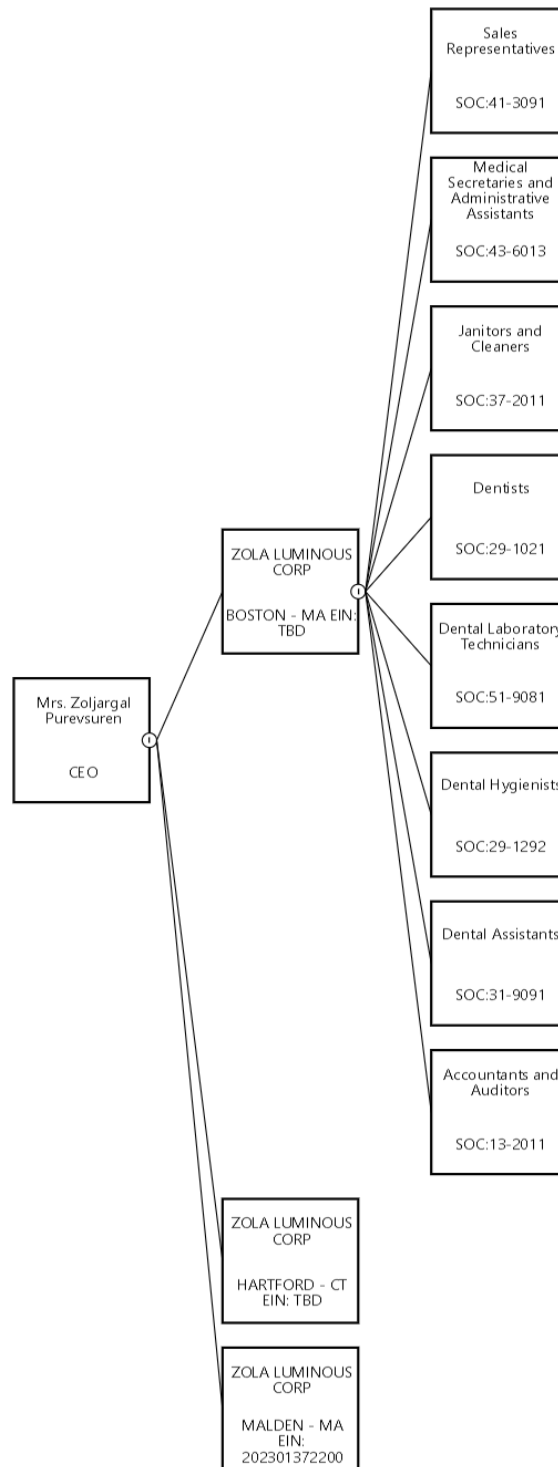 Sales
Representatives
SOC:41-3091
Medical
Secretaries and
Administrative
Assistants
SOC:43-6013
Janitors and
Cleaners
SOC:37-2011
Dentists
SOC:29-1021
ZOLA LUMINOUS
CORP
BOSTON - MA EIN:
TBD
Dental Laboratory
Technicians
SOC:51-9081
Mrs. Zoljargal
Purevsuren
CEO
Dental Hygienists
SOC:29-1292
Dental Assistants
SOC:31-9091
Accountants and
Auditors
SOC:13-2011
ZOLA LUMINOUS
CORP
HARTFORD - CT
EIN: TBD
ZOLA LUMINOUS
CORP
MALDEN - MA
EIN:
202301372200